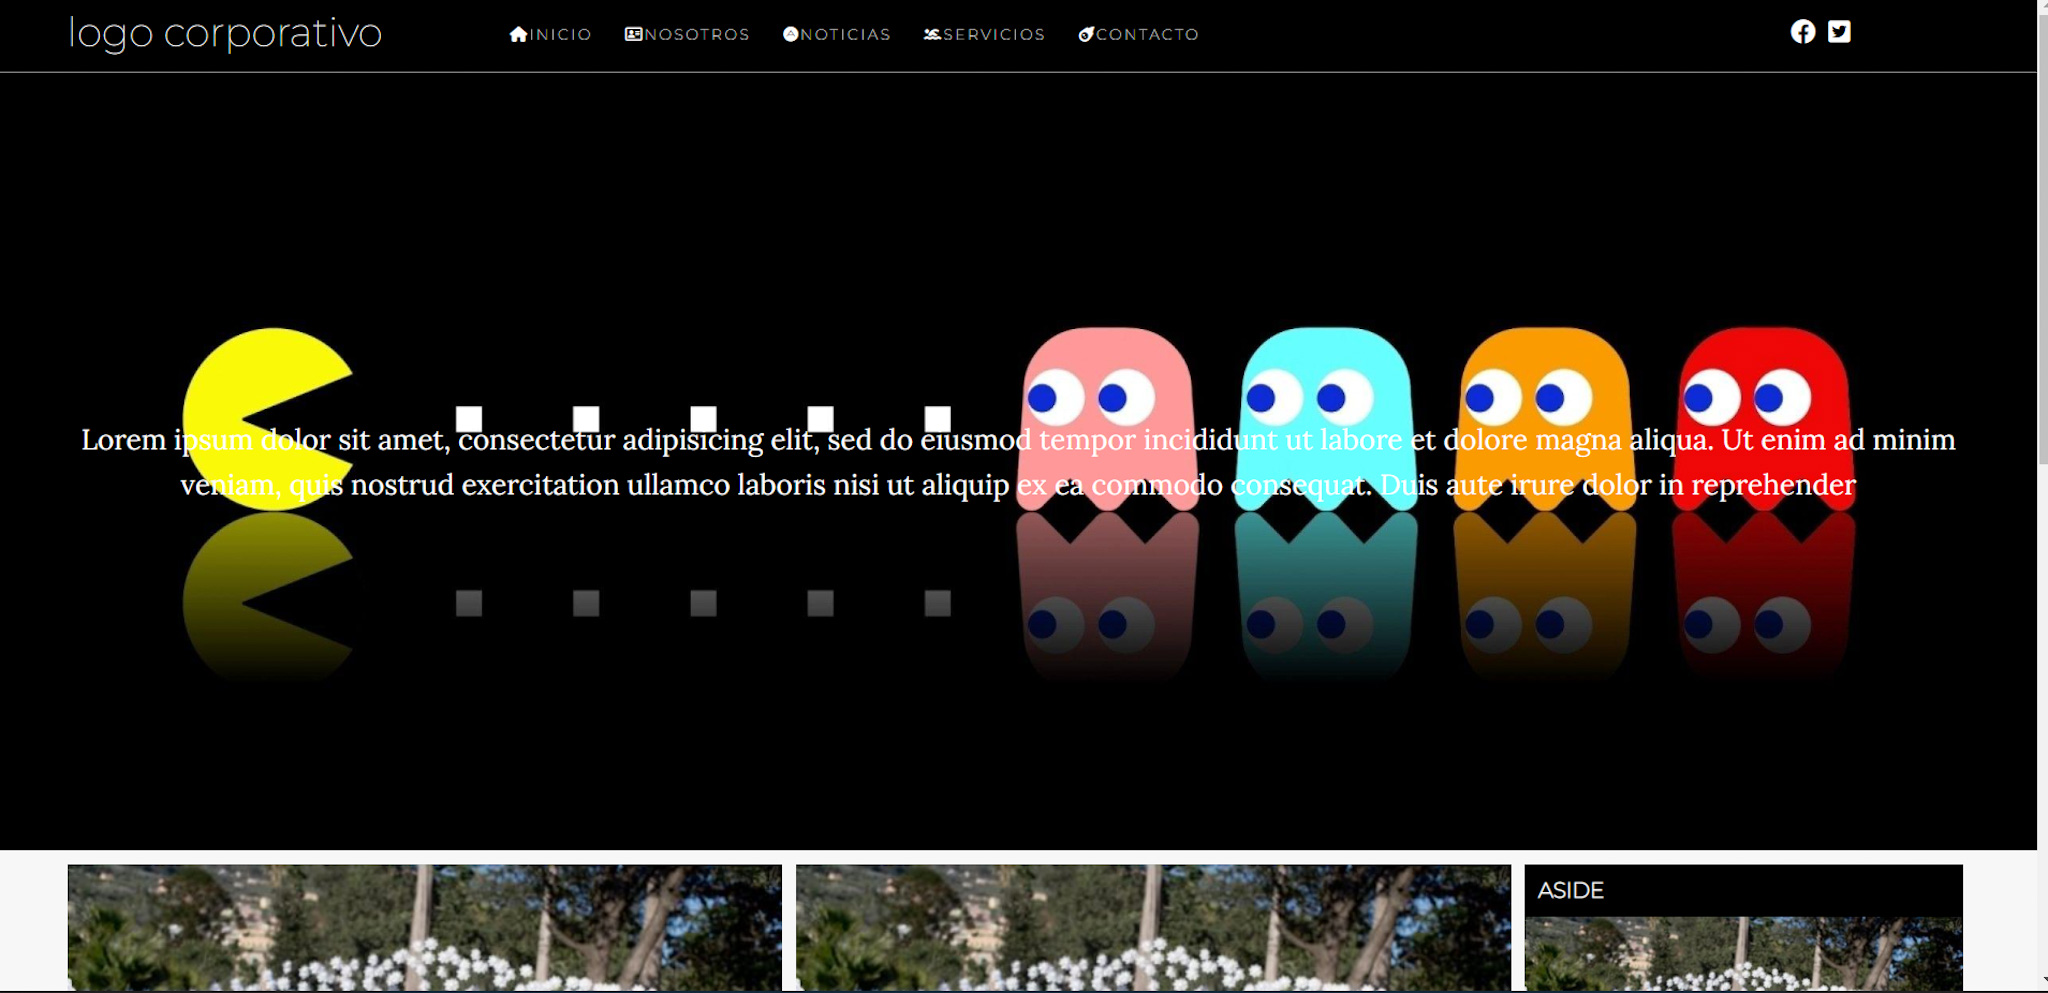 logo corporativo
INICIO NOSOTROS NOTICIAS SERVICIOS CONTACTO
Lorem ipsum dolor sit amet, consectetur adipisicing elit, sed do eiusmod tempor incididunt ut labore et dolore magna aliqua. Ut enim ad minim
veniam, quis nostrud exercitation ullamco laboris nisi ut aliquip ex ea commodo consequat. Duis aute irure dolor in reprehender
ASIDE